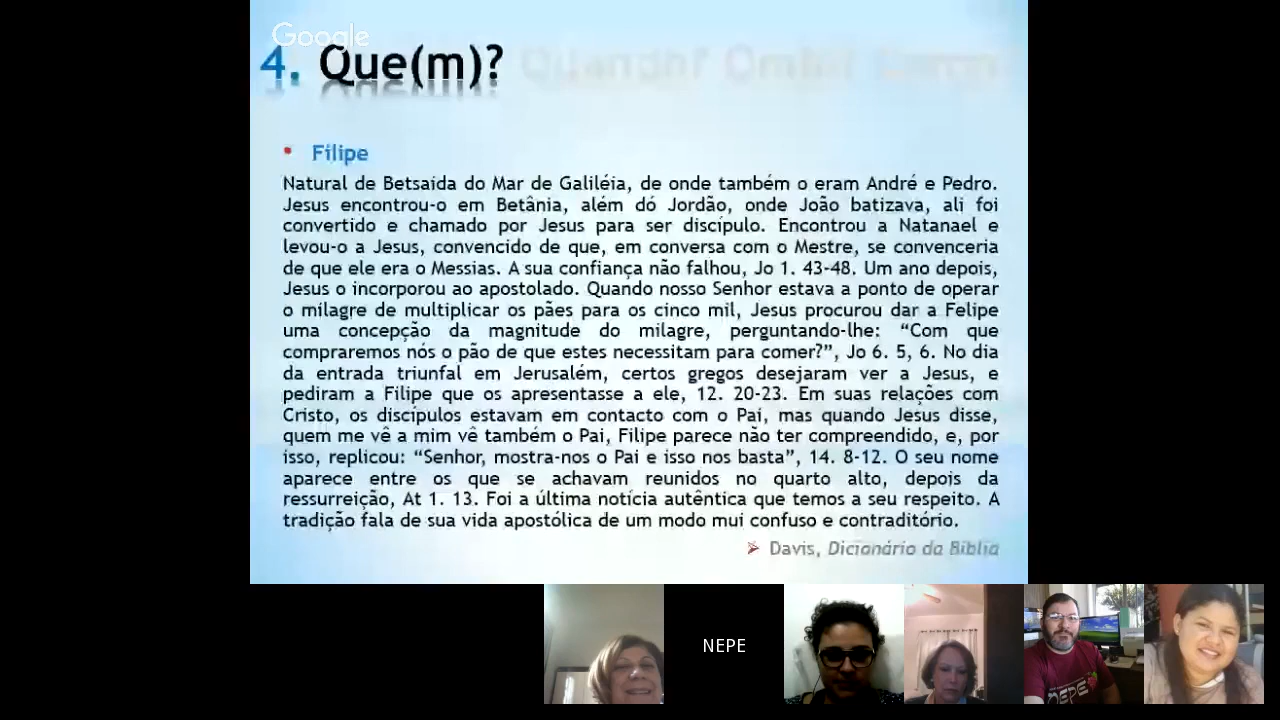 Google
4. Que(m)? Quando? Onde? Como?
• Filipe
Natural de Betsaida do Mar de Galiléia, de onde também o eram André e Pedro.
Jesus encontrou-o em Betânia, além dó Jordão, onde João batizava, ali foi
convertido e chamado por Jesus para ser discípulo. Encontrou a Natanael e
levou-o a Jesus, convencido de que, em conversa com o Mestre, se convenceria
de que ele era o Messias. A sua confiança não falhou, Jo 1. 43-48. Um ano depois,
Jesus o incorporou ao apostolado. Quando nosso Senhor estava a ponto de operar
o milagre de multiplicar os pães para os cinco mil, Jesus procurou dar a Felipe
uma concepção da magnitude do milagre, perguntando-lhe: “Com que
compraremos nós o pão de que estes necessitam para comer?”, Jo 6. 5, 6. No dia
da entrada triunfal em Jerusalém, certos gregos desejaram ver a Jesus, e
pediram a Filipe que os apresentasse a ele, 12. 20-23. Em suas relações com
Cristo, os discípulos estavam em contacto com o Pai, mas quando Jesus disse,
quem me vê a mim vê também o Pai, Filipe parece não ter compreendido, e, por
isso, replicou: “Senhor, mostra-nos o Pai e isso nos basta”, 14. 8-12. O seu nome
aparece entre os que se achavam reunidos no quarto alto, depois da
ressurreição, At 1. 13. Foi a última notícia autêntica que temos a seu respeito. A
tradição fala de sua vida apostólica de um modo mui confuso e contraditório.
Davis, Dicionário da Bíblia
NEPE
NEPE